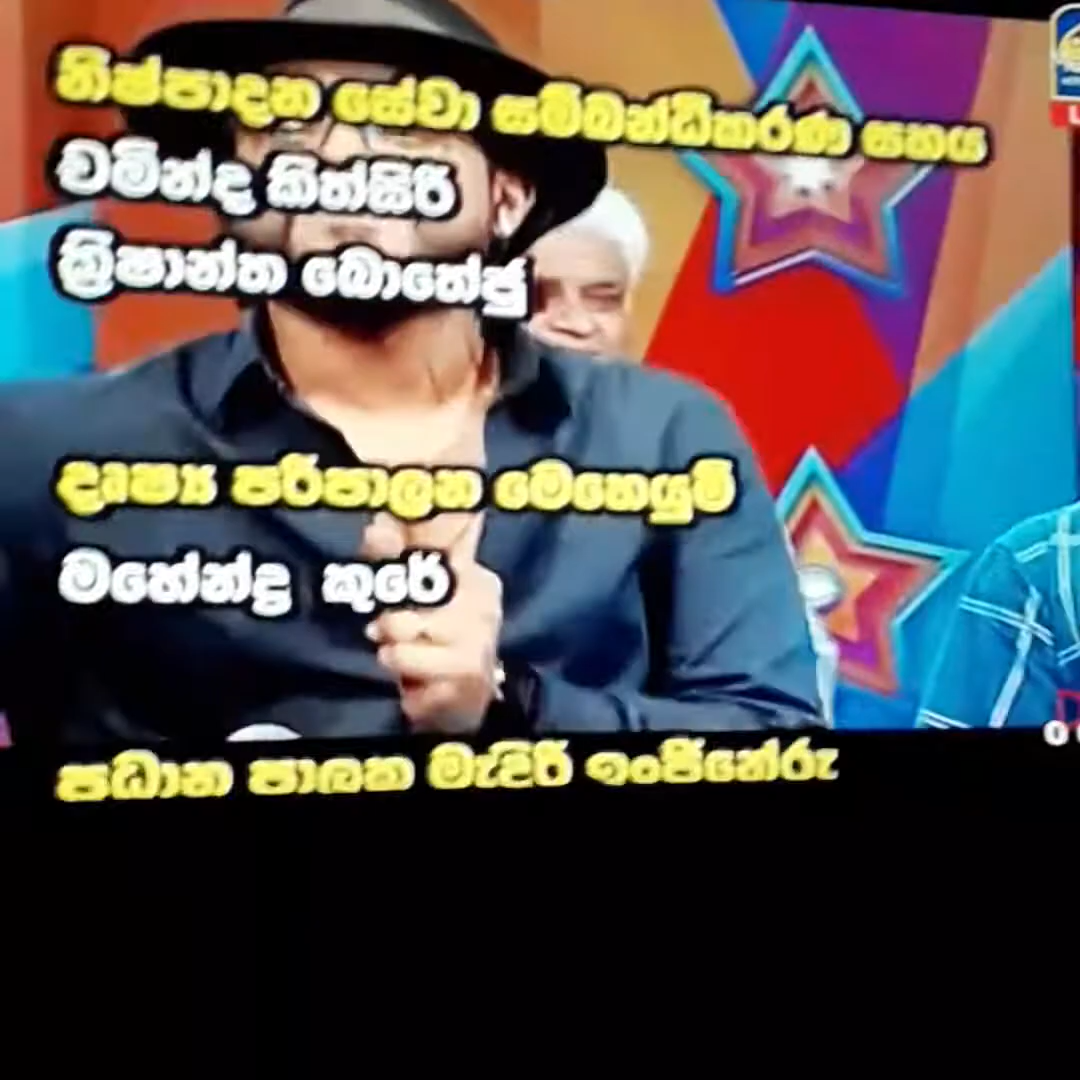 නිෂ්පාදන සේවා සම්බන්ධීකරණ සහය
චමින්ද කිත්සිරි
ක්‍රිෂාන්ත බොතේජු
දෘෂ්‍ය පරිපාලන මෙහෙයුම්
මහේන්ද්‍ර කුරේ
ප්‍රධාන පාලක මැදිරි ඉංජිනේරු